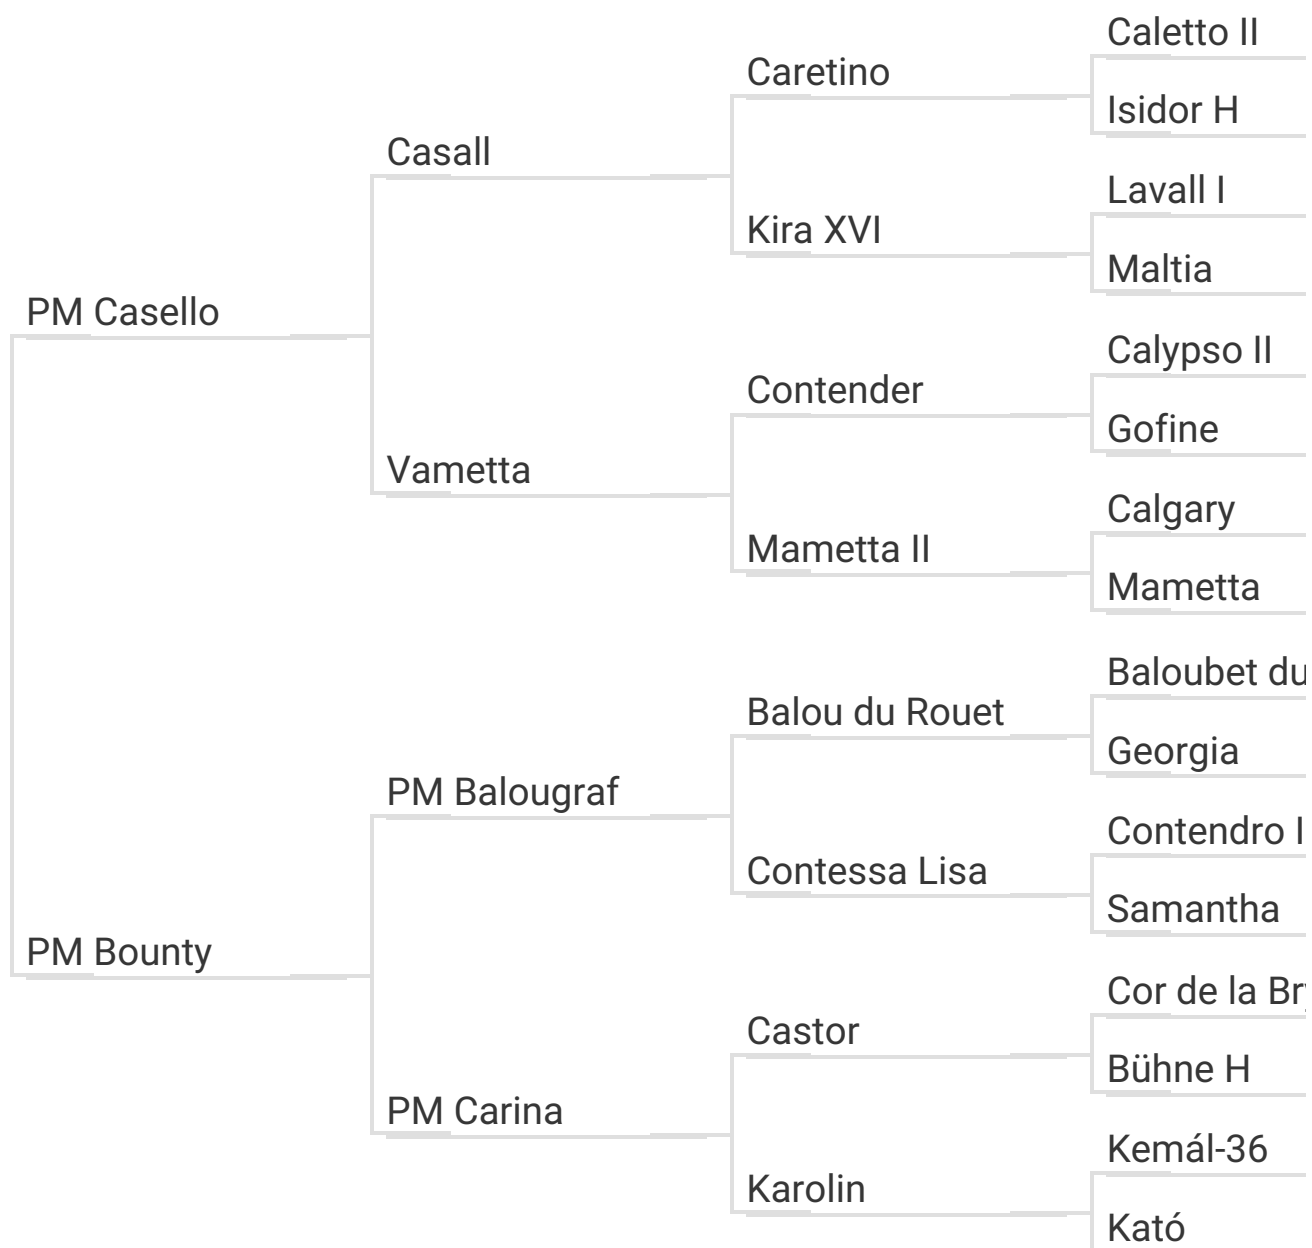 Caletto II
Caretino
Isidor H
Casall
Lavall I
Kira XVI
Maltia
PM Casello
Calypso II
Contender
Gofine
Vametta
Calgary
Mametta II
Mametta
Baloubet du
Balou du Rouet
Georgia
PM Balougraf
Contendro I
Contessa Lisa
Samantha
PM Bounty
Cor de la
Castor
Bühne H
PM Carina
Kemál-36
Karolin
Kató